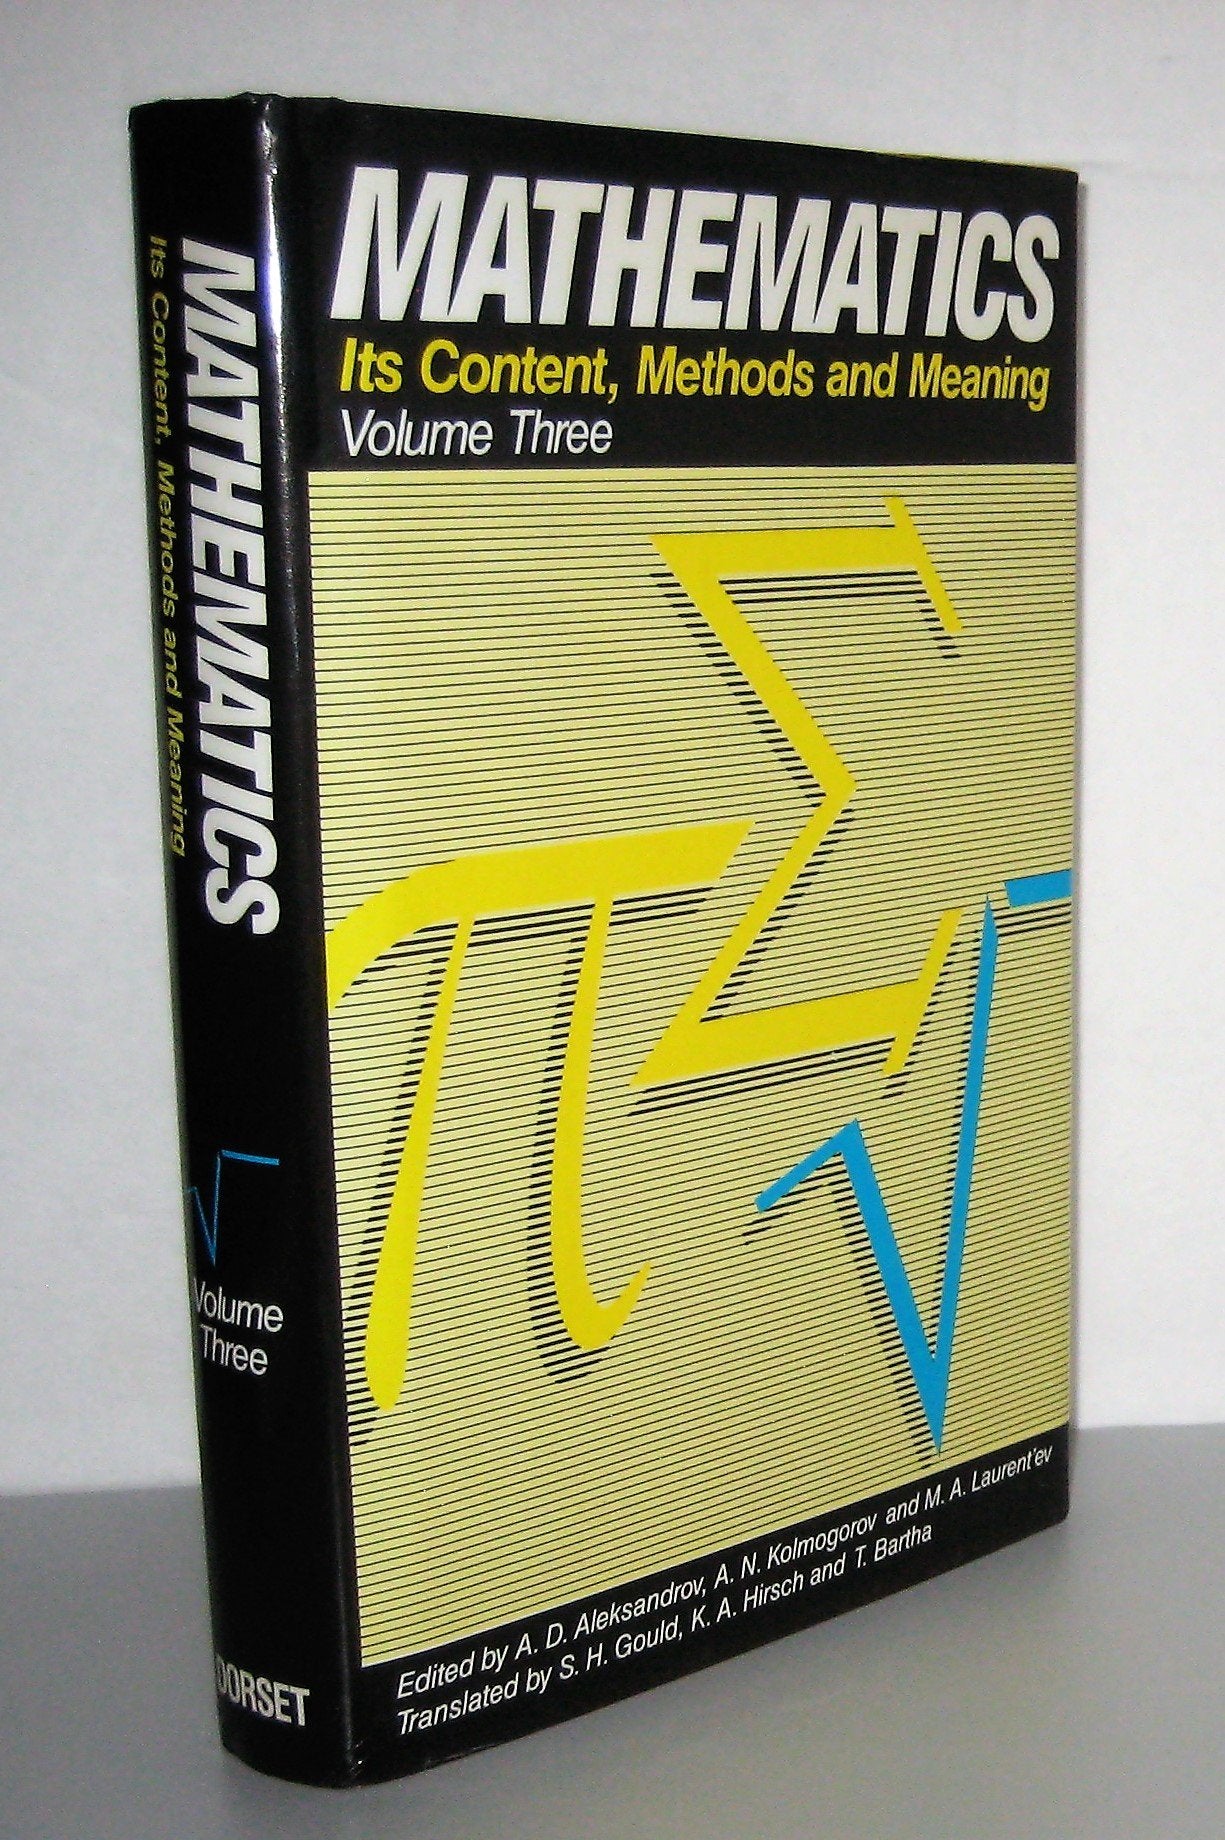 MATHEMATICS
Its Content, Methods and Meaning
Volume Three
Σ
π
√
Edited by A. D. Aleksandrov, A. N. Kolmogorov and M. A. Laurent'ev
Translated by S. H. Gould, K. A. Hirsch and T. Bartha
MATHEMATICS
Its Content, Methods and Meaning
√
Volume
Three
DORSET